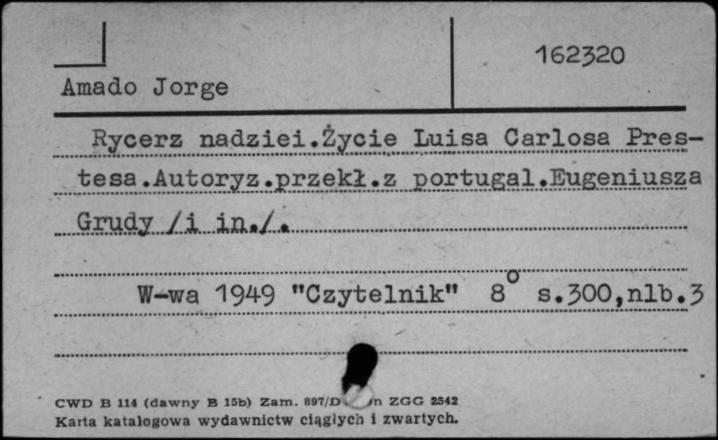 162320
Amado Jorge
Rycerz nadziei.Życie Luisa Carlosa Pres-
tesa.Autoryz.przekł.z portugal.Eugeniusza
Grudy /i in./.
W-wa 1949 "Czytelnik" 8° s.300,nlb.3
CWD B 114 (dawny B 15b) Zam. 897/D ZGG 2542
Karta katalogowa wydawnictw ciągłych i zwartych.